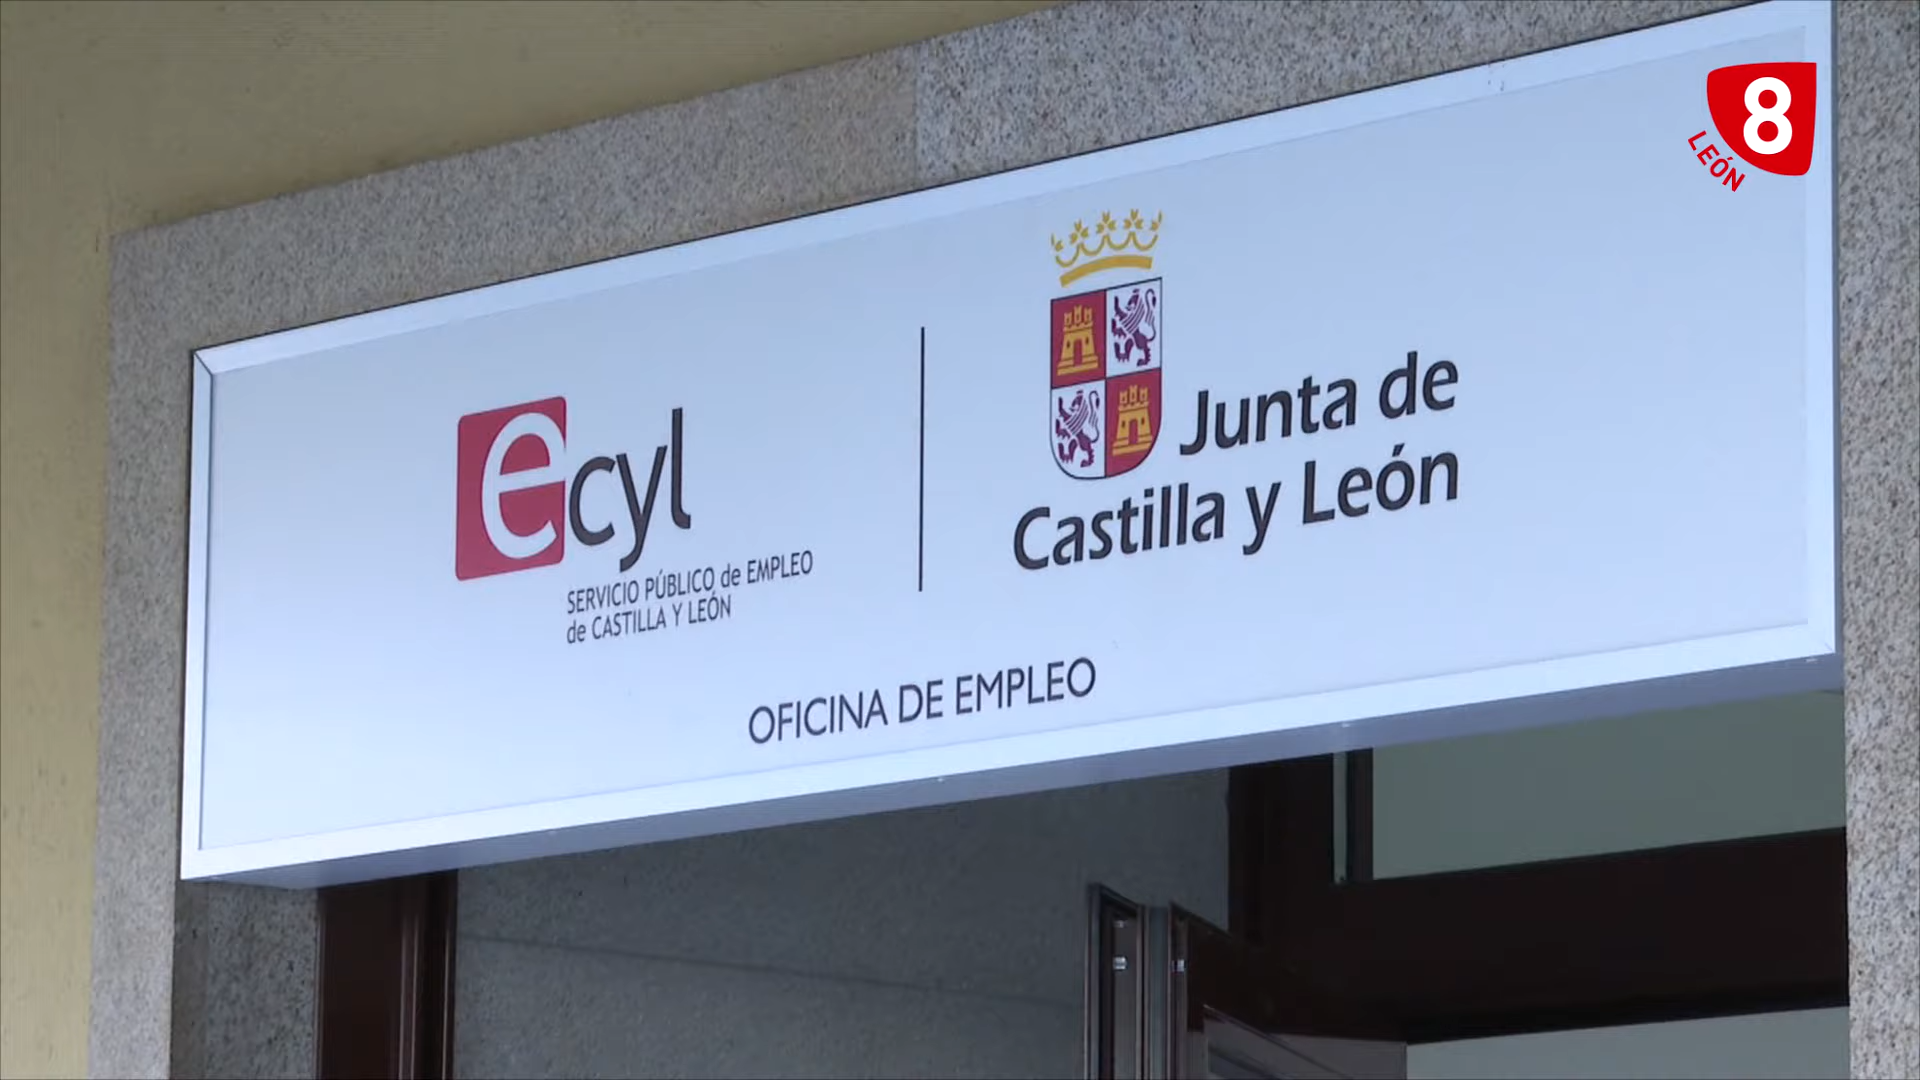 8
LEÓN
ecyl
SERVICIO PÚBLICO de EMPLEO
de CASTILLA Y LEÓN
Junta de
Castilla y León
OFICINA DE EMPLEO